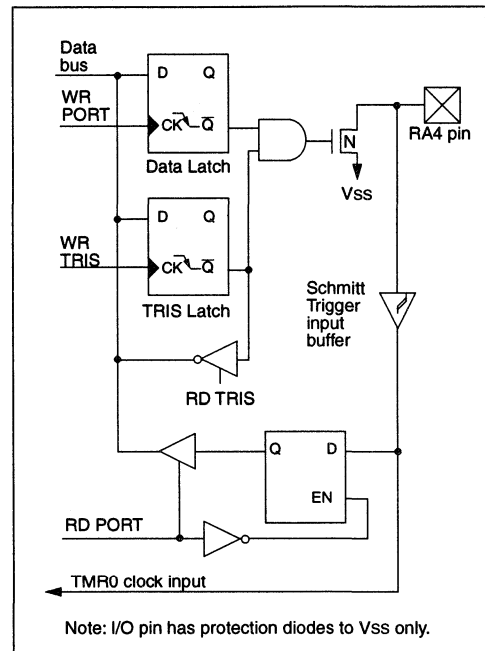 Data
bus
D Q
WR
PORT
CK Q
Data Latch
N
RA4 pin
VSS
D Q
WR
TRIS
CK Q
TRIS Latch
Schmitt
Trigger
input
buffer
RD TRIS
Q D
EN
RD PORT
TMR0 clock input
Note: I/O pin has protection diodes to VSS only.